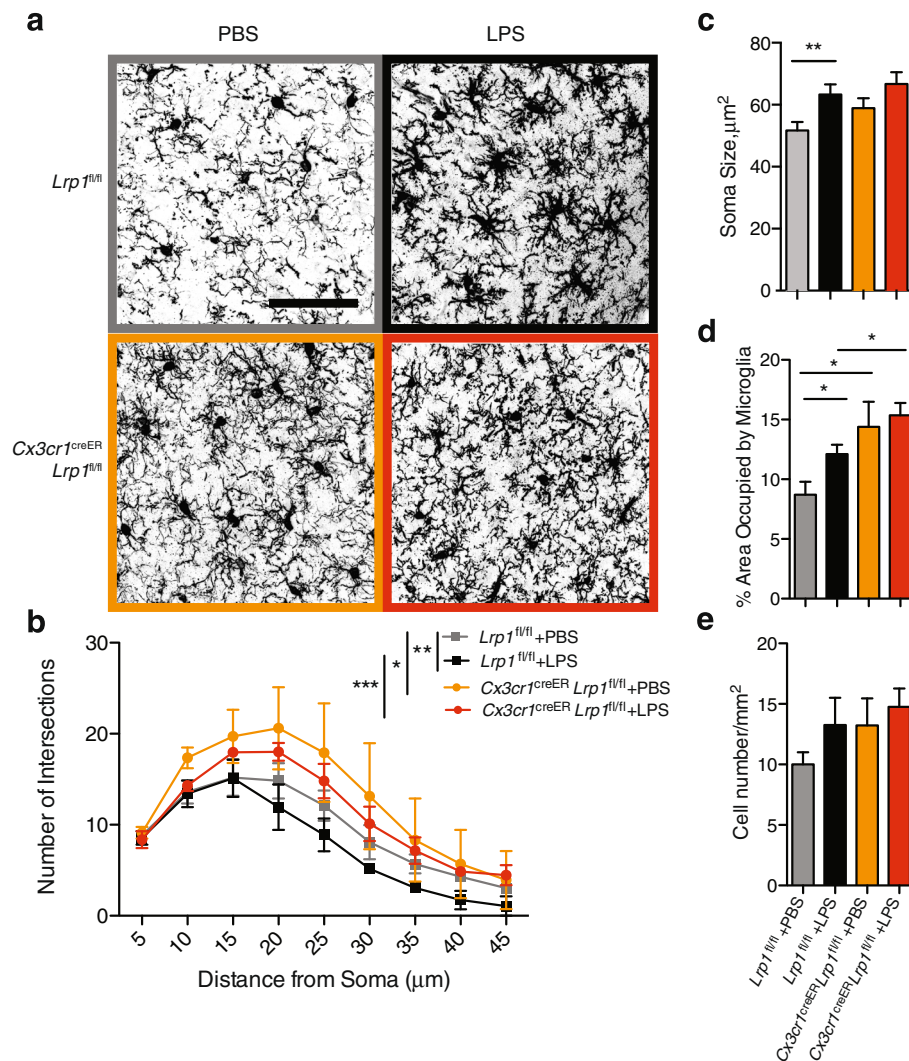 a
PBS
LPS
Lrp1fl/fl
Cx3cr1creER
Lrp1fl/fl
b
Number of Intersections
30
20
10
0
5
10
15
20
25
30
35
40
45
Distance from Soma (μm)
***
*
**
Lrp1fl/fl+PBS
Lrp1fl/fl+LPS
Cx3cr1creER Lrp1fl/fl+PBS
Cx3cr1creER Lrp1fl/fl+LPS
c
Soma Size,μm2
80
60
40
20
0
**
d
% Area Occupied by Microglia
20
15
10
5
0
*
*
*
e
Cell number/mm2
20
15
10
5
0
Lrp1fl/fl +PBS
Lrp1fl/fl +LPS
Cx3cr1creERLrp1fl/fl+PBS
Cx3cr1creERLrp1fl/fl +LPS